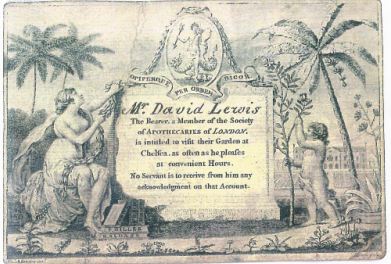 OPIFERQUE PER ORBEM DICOR
Mr. David Lewis
The Bearer, a Member of the Society
of APOTHECARIES of LONDON,
is intitled to visit their Garden at
Chelsea, as often as he pleases
at convenient Hours.
No Servant is to receive from him any
acknowledgment on that Account.
MILLER